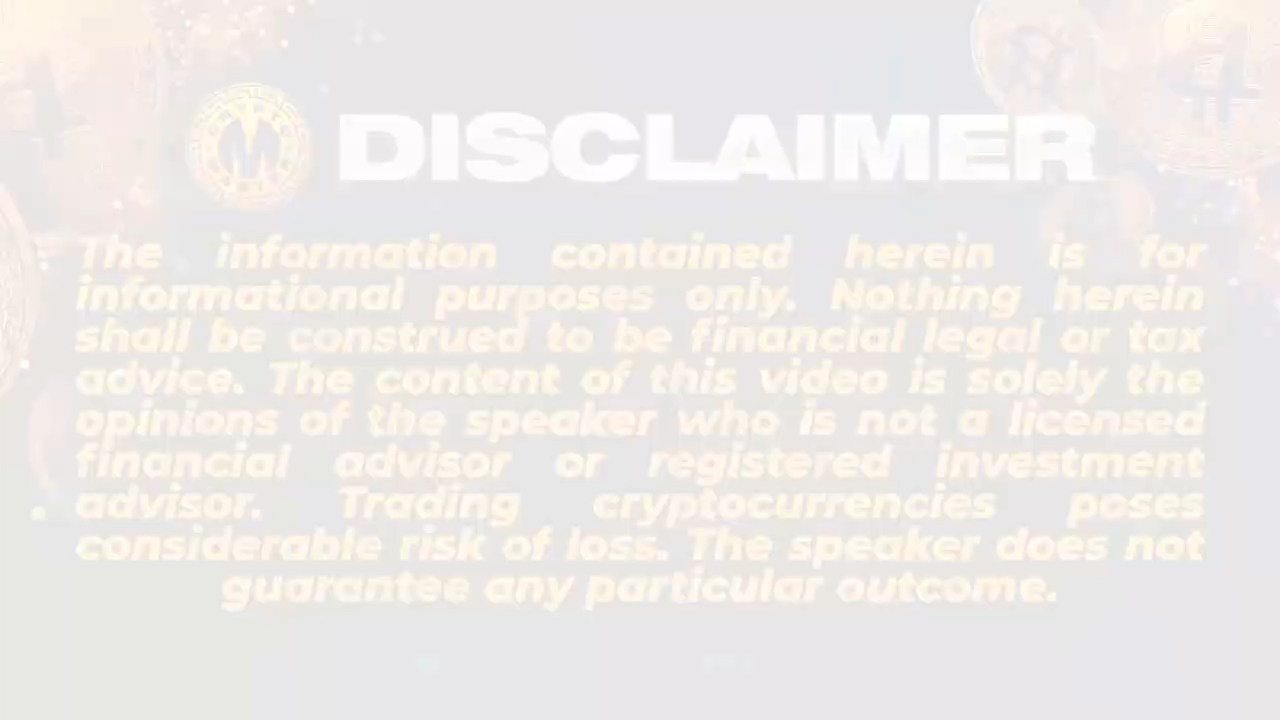 DISCLAIMER
The information contained herein is for
informational purposes only. Nothing herein
shall be construed to be financial legal or tax
advice. The content of this video is solely the
opinions of the speaker who is not a licensed
financial advisor or registered investment
advisor. Trading cryptocurrencies poses
considerable risk of loss. The speaker does not
guarantee any particular outcome.